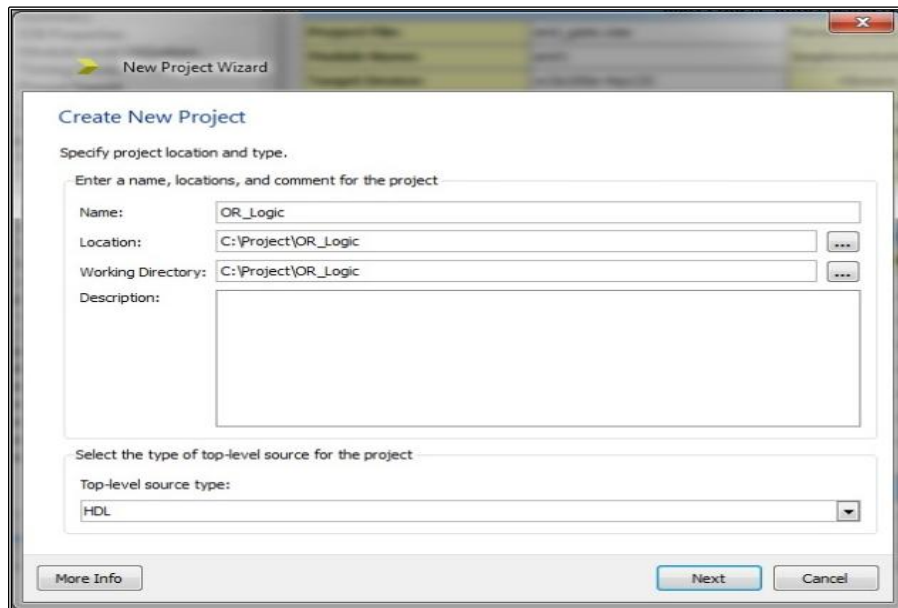 New Project Wizard
Create New Project
Specify project location and type.
Enter a name, locations, and comment for the project
Name: OR_Logic
Location: C:\Project\OR_Logic ...
Working Directory: C:\Project\OR_Logic ...
Description:
Select the type of top-level source for the project
Top-level source type:
HDL
More Info Next Cancel